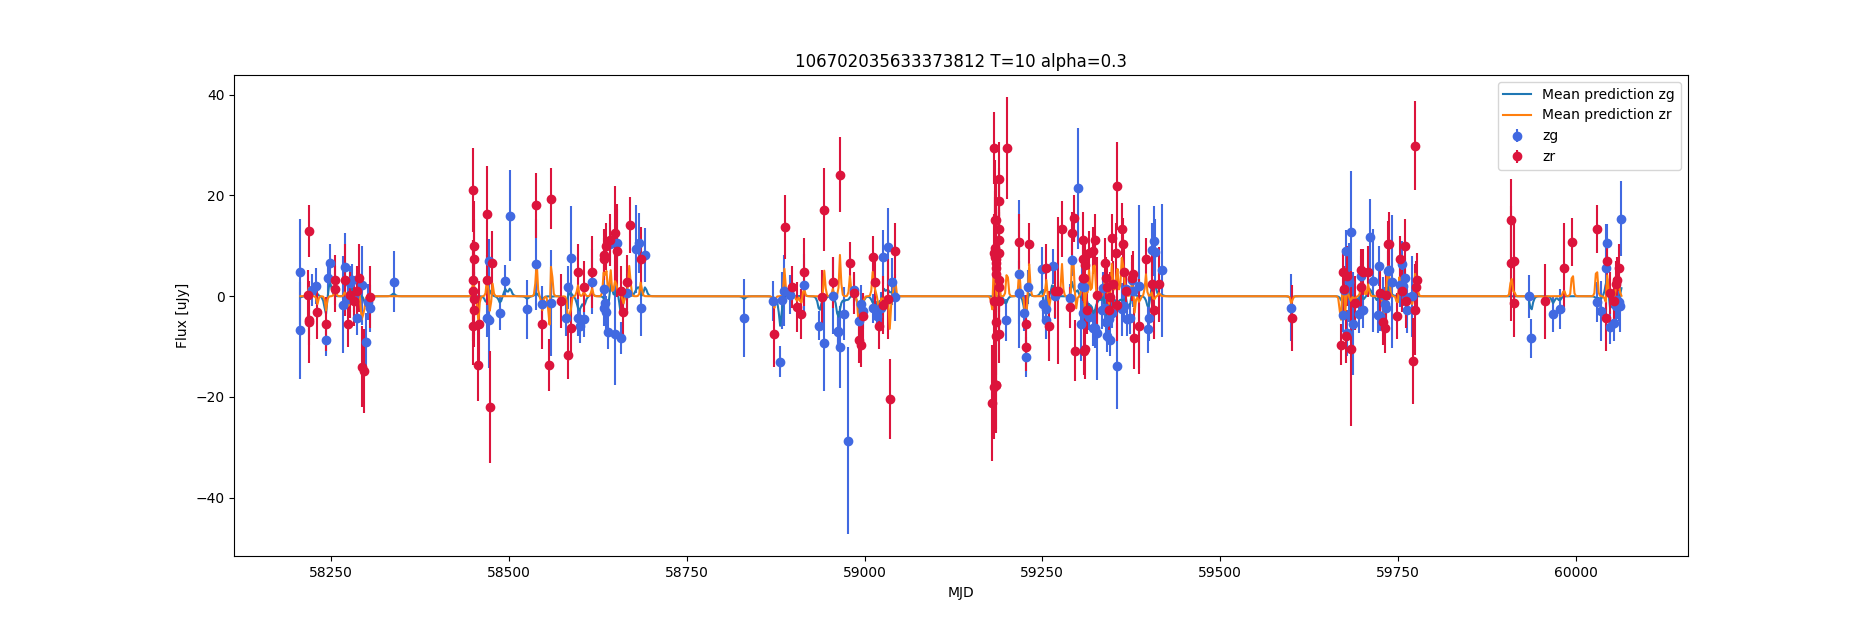 106702035633373812 T=10 alpha=0.3
Mean prediction zg
Mean prediction zr
zg
zr
40
20
0
−20
−40
Flux [uJy]
58250
58500
58750
59000
59250
59500
59750
60000
MJD